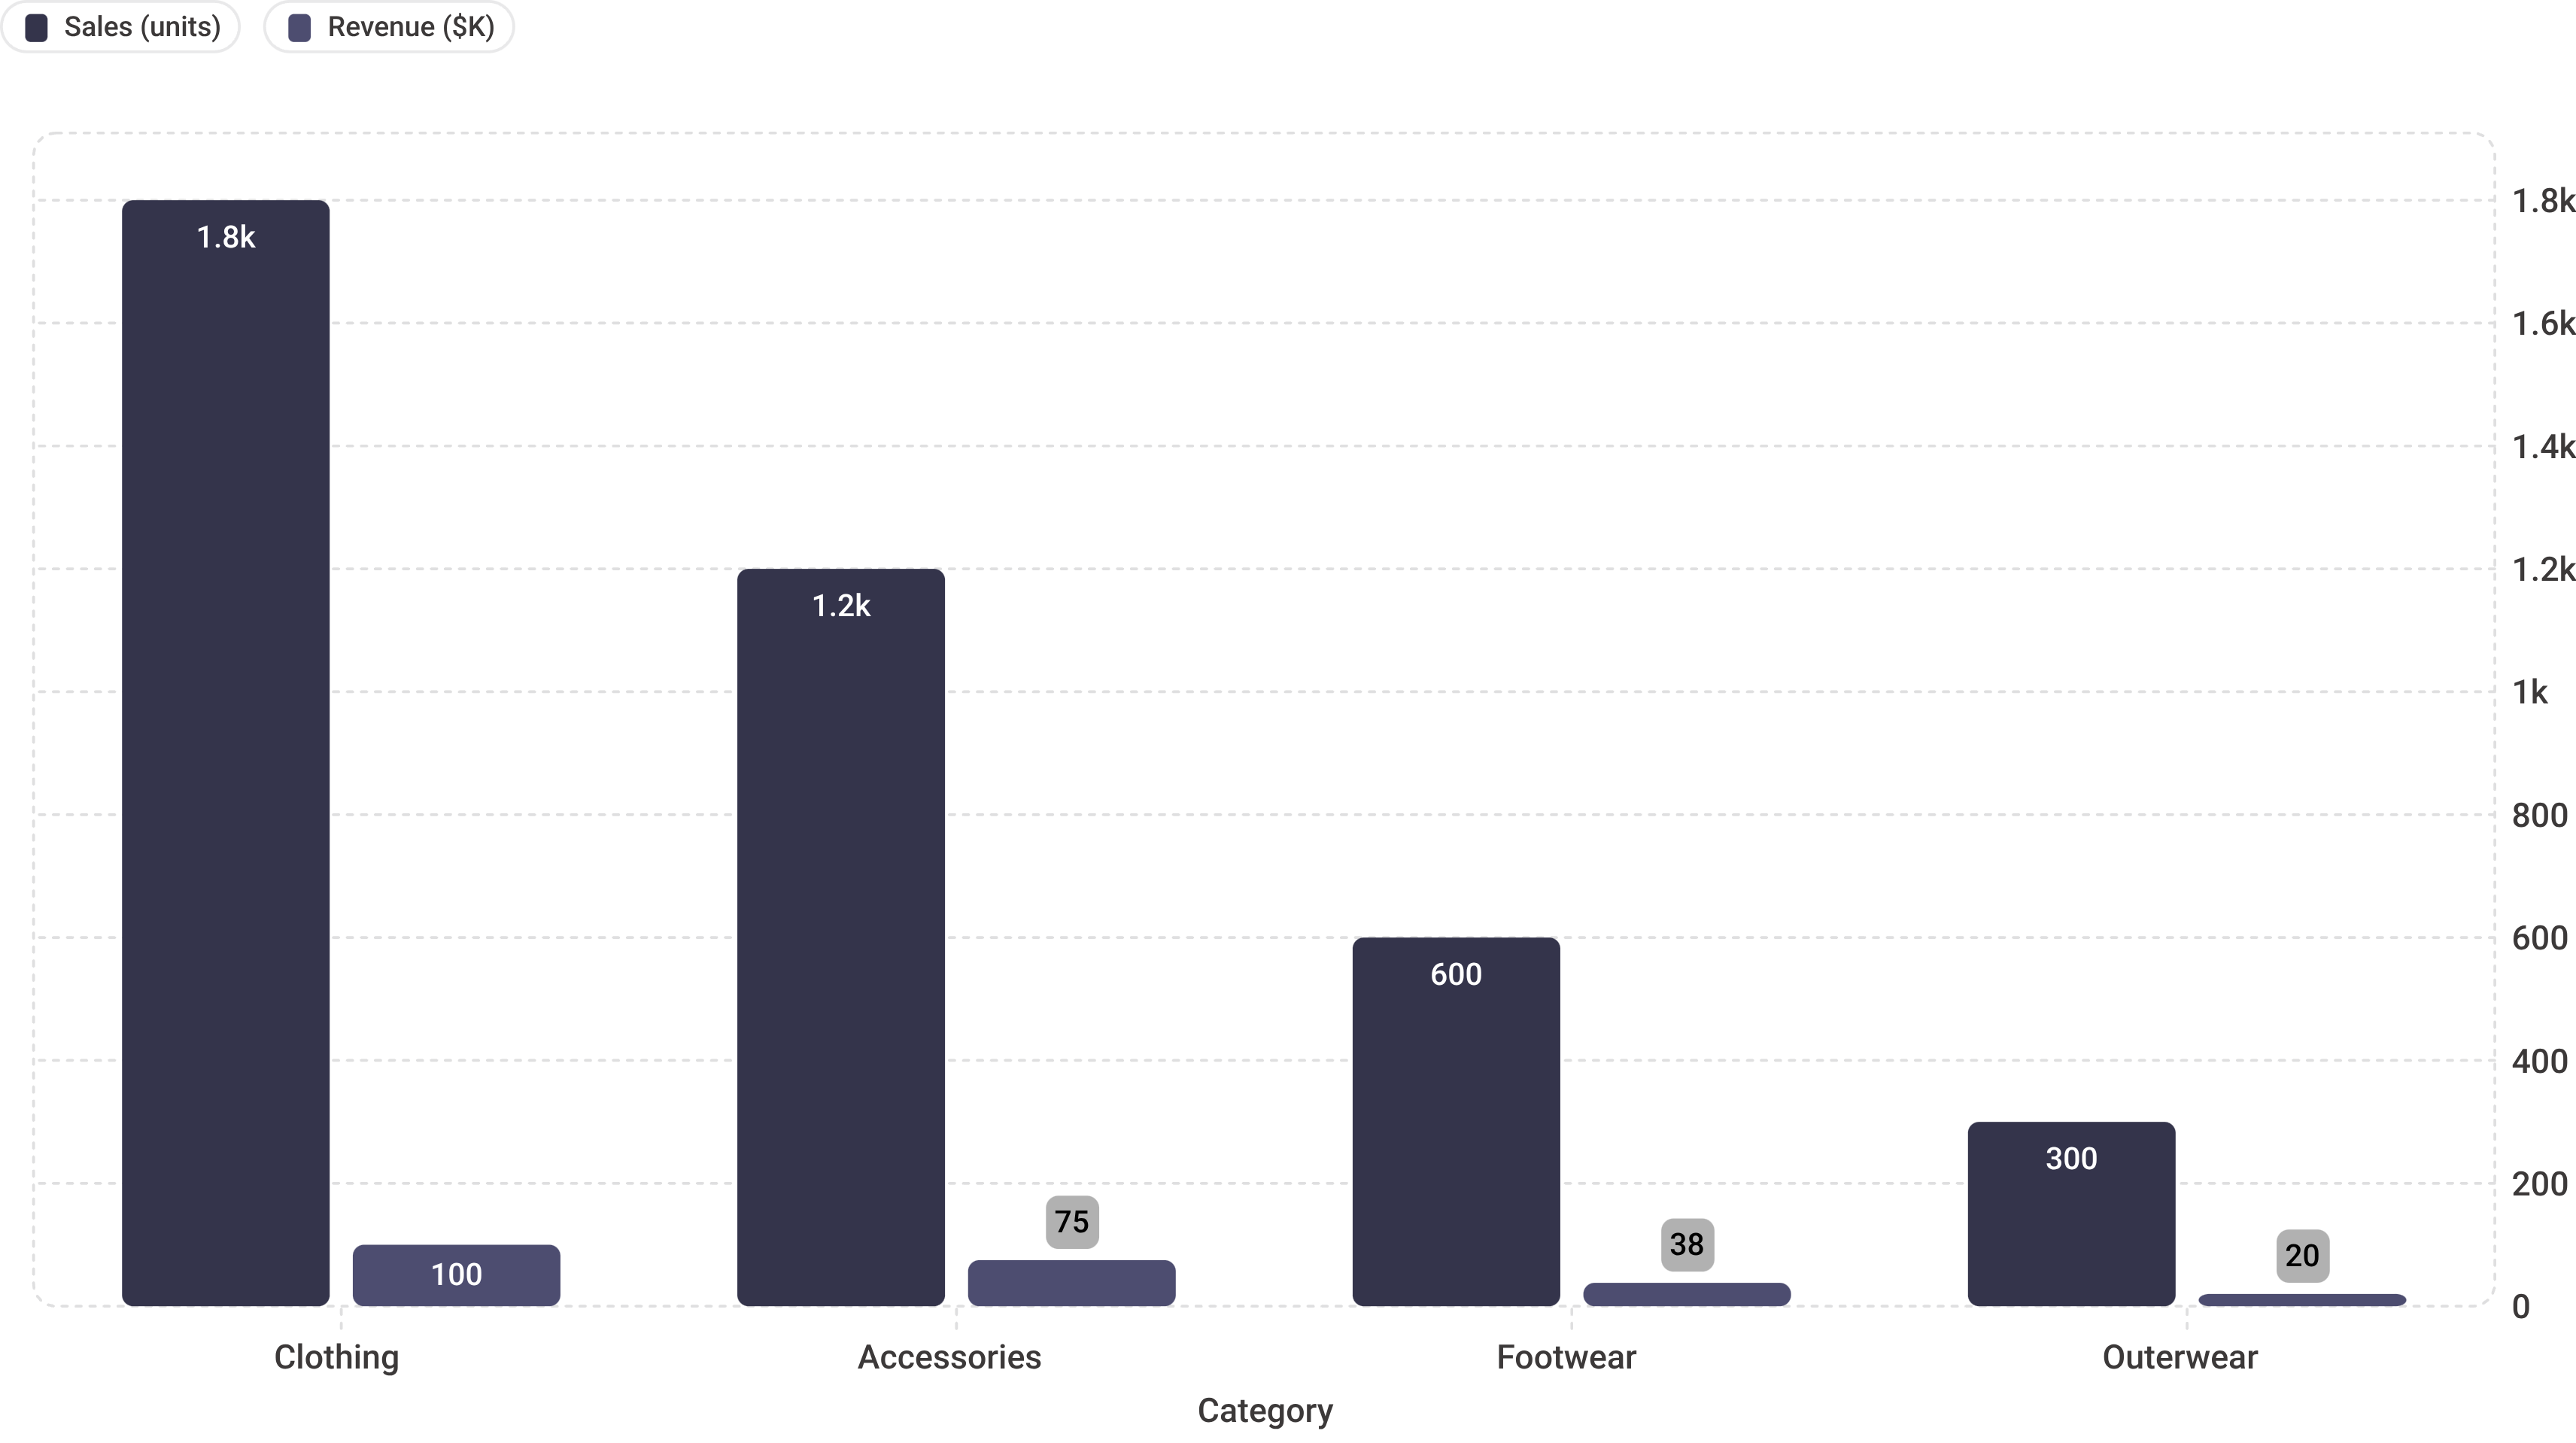 Sales (units) Revenue ($K)
1.8k
1.8k
1.6k
1.4k
1.2k
1.2k
1k
800
600
600
400
300
200
75
38
20
100
0
Clothing Accessories Footwear Outerwear
Category